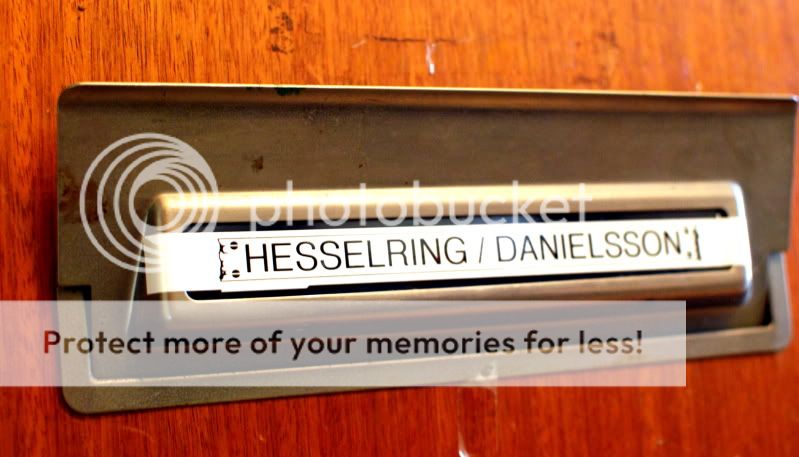 photobucket
HESSELRING / DANIELSSON
Protect more of your memories for less!